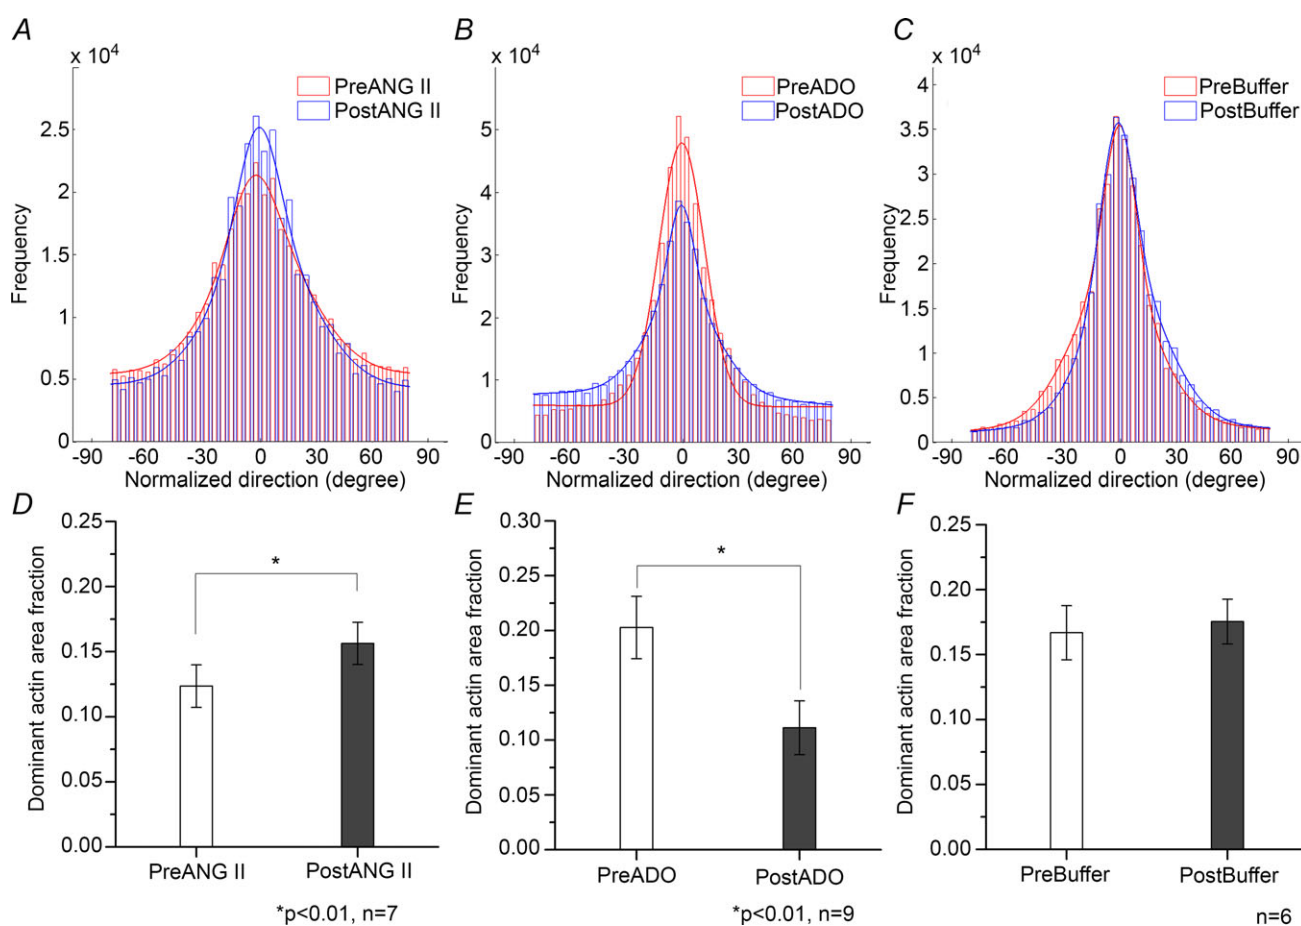 A
x 10⁴
PreANG II
PostANG II
2.5
2
1.5
1
0.5
0
Frequency
-90 -60 -30 0 30 60 90
Normalized direction (degree)
B
x 10⁴
PreADO
PostADO
6
5
4
3
2
1
0
Frequency
-90 -60 -30 0 30 60 90
Normalized direction (degree)
C
x 10⁴
PreBuffer
PostBuffer
4
3.5
3
2.5
2
1.5
1
0.5
0
Frequency
-90 -60 -30 0 30 60 90
Normalized direction (degree)
D
0.25
0.20
0.15
0.10
0.05
0.00
Dominant actin area fraction
*
PreANG II PostANG II
*p<0.01, n=7
E
0.30
0.25
0.20
0.15
0.10
0.05
0.00
Dominant actin area fraction
*
PreADO PostADO
*p<0.01, n=9
F
0.25
0.20
0.15
0.10
0.05
0.00
Dominant actin area fraction
PreBuffer PostBuffer
n=6